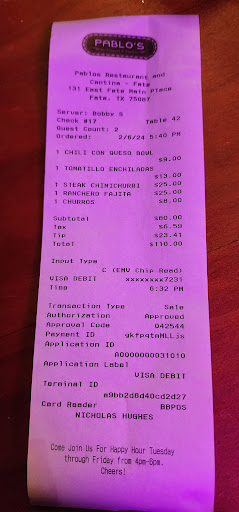 PABLO'S
Pablos Restaurant and
Cantina - Fate
131 East Fate Main Place
Fate, TX 75087
Server: Bobby S
Check #17 Table 42
Guest Count: 2
Ordered: 2/6/24 5:40 PM
1 CHILI CON QUESO BOWL
$9.00
1 TOMATILLO ENCHILADAS
$13.00
1 STEAK CHIMICHURRI $25.00
1 RANCHERO FAJITA $25.00
1 CHURROS $8.00
Subtotal $80.00
Tax $6.59
Tip $23.41
Total $110.00
Input Type
C (EMV Chip Read)
VISA DEBIT xxxxxxxx7231
Time 6:32 PM
Transaction Type Sale
Authorization Approved
Approval Code 042544
Payment ID
Application ID
A0000000031010
Application Label
VISA DEBIT
Terminal ID
a9bb2d8d40cd2d27
Card Reader BBPOS
NICHOLAS HUGHES
Come Join Us For Happy Hour Tuesday
through Friday from 4pm-6pm.
Cheers!